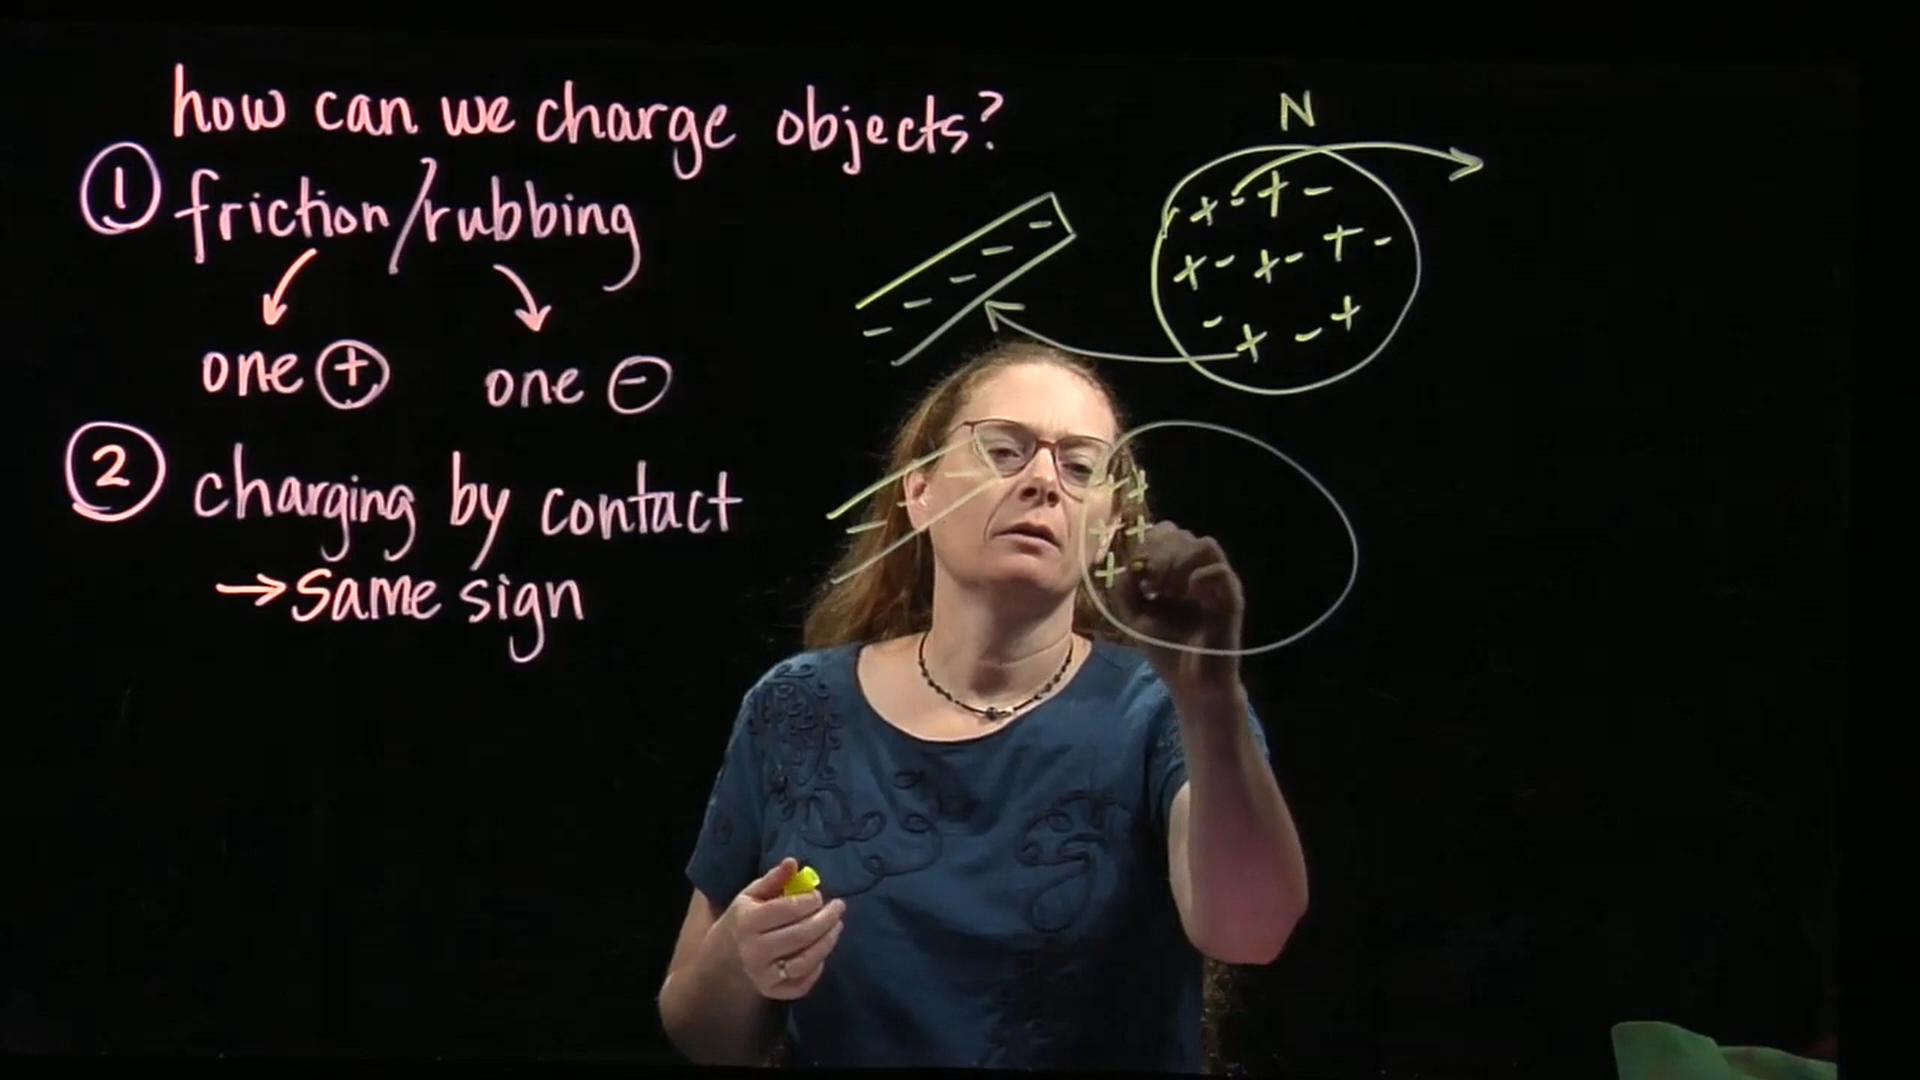 how can we charge objects?
① friction/rubbing
one ⊕ one ⊖
② charging by contact
→ same sign
N
+ - + -
+ - + - + -
- + - +
- - - - -
- -
+ +
+ +
+